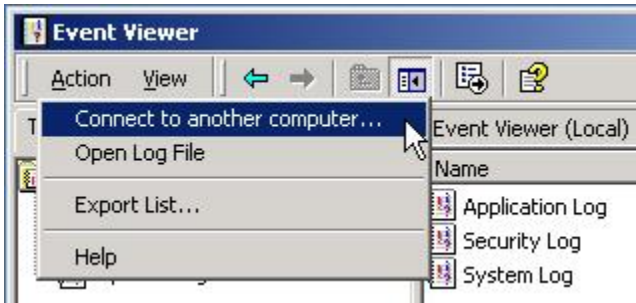 Event Viewer
Action View
Connect to another computer...
Open Log File
Export List...
Help
Event Viewer (Local)
Name
Application Log
Security Log
System Log